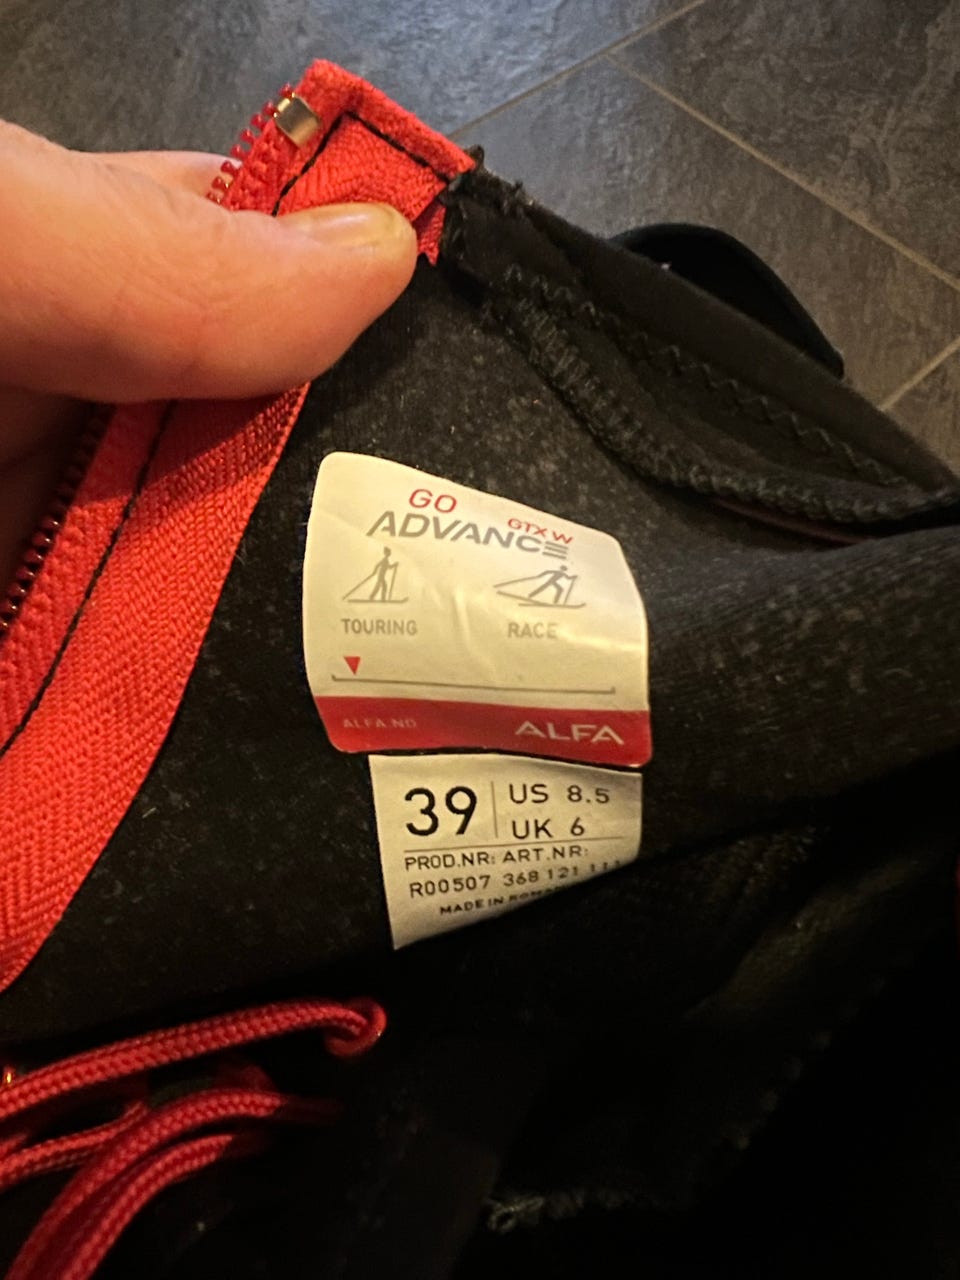 GO
ADVANCE GTX W
TOURING RACE
ALFA.NO ALFA
39 US 8.5
UK 6
PROD.NR: ART.NR:
R00507 368 121
MADE IN